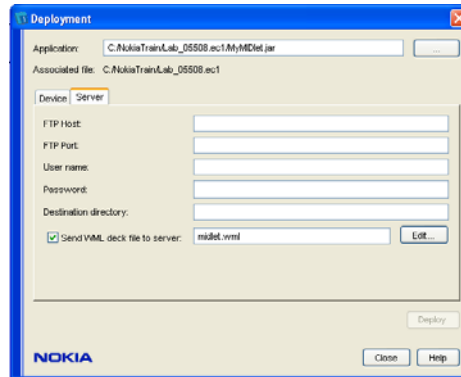 Deployment
Application: C:/NokiaTrain/Lab_05508.ec1/MyMIDlet.jar ...
Associated file: C:/NokiaTrain/Lab_05508.ec1
Device Server
FTP Host:
FTP Port:
User name:
Password:
Destination directory:
Send WML deck file to server: midlet.wml Edit...
Deploy
NOKIA Close Help